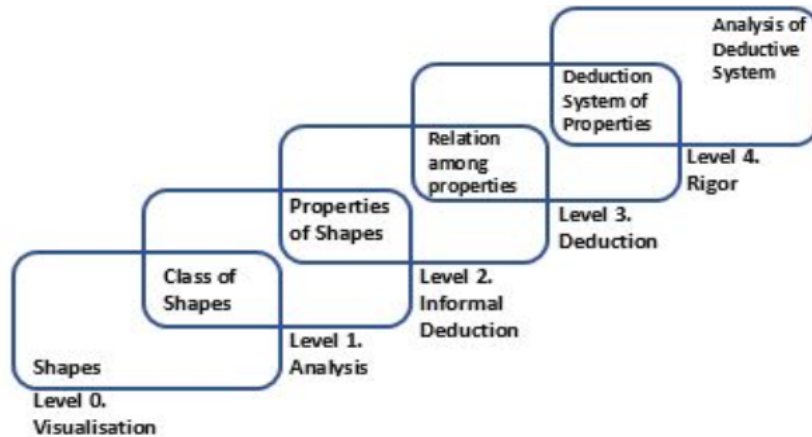 Analysis of
Deductive
System
Deduction
System of
Properties
Level 4.
Rigor
Relation
among
properties
Level 3.
Deduction
Properties
of Shapes
Level 2.
Informal
Deduction
Class of
Shapes
Level 1.
Analysis
Shapes
Level 0.
Visualisation